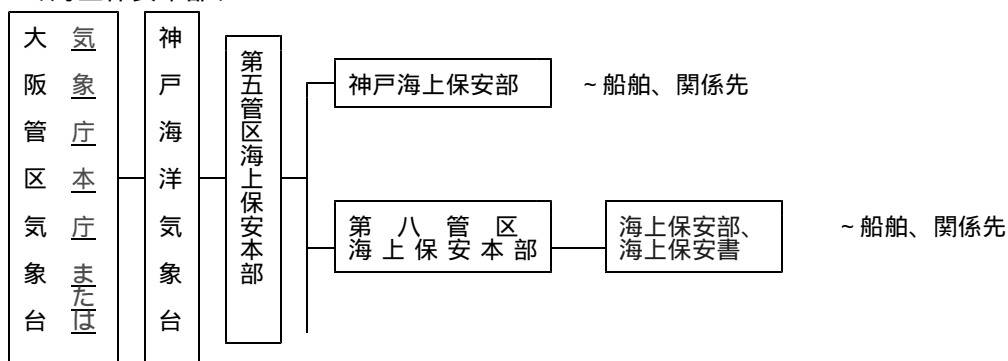 大阪管区気象台
気象庁本庁または
神戸海洋気象台
第五管区海上保安本部
神戸海上保安部
~船舶、関係先
第八管区
海上保安本部
海上保安部、
海上保安書
~船舶、関係先